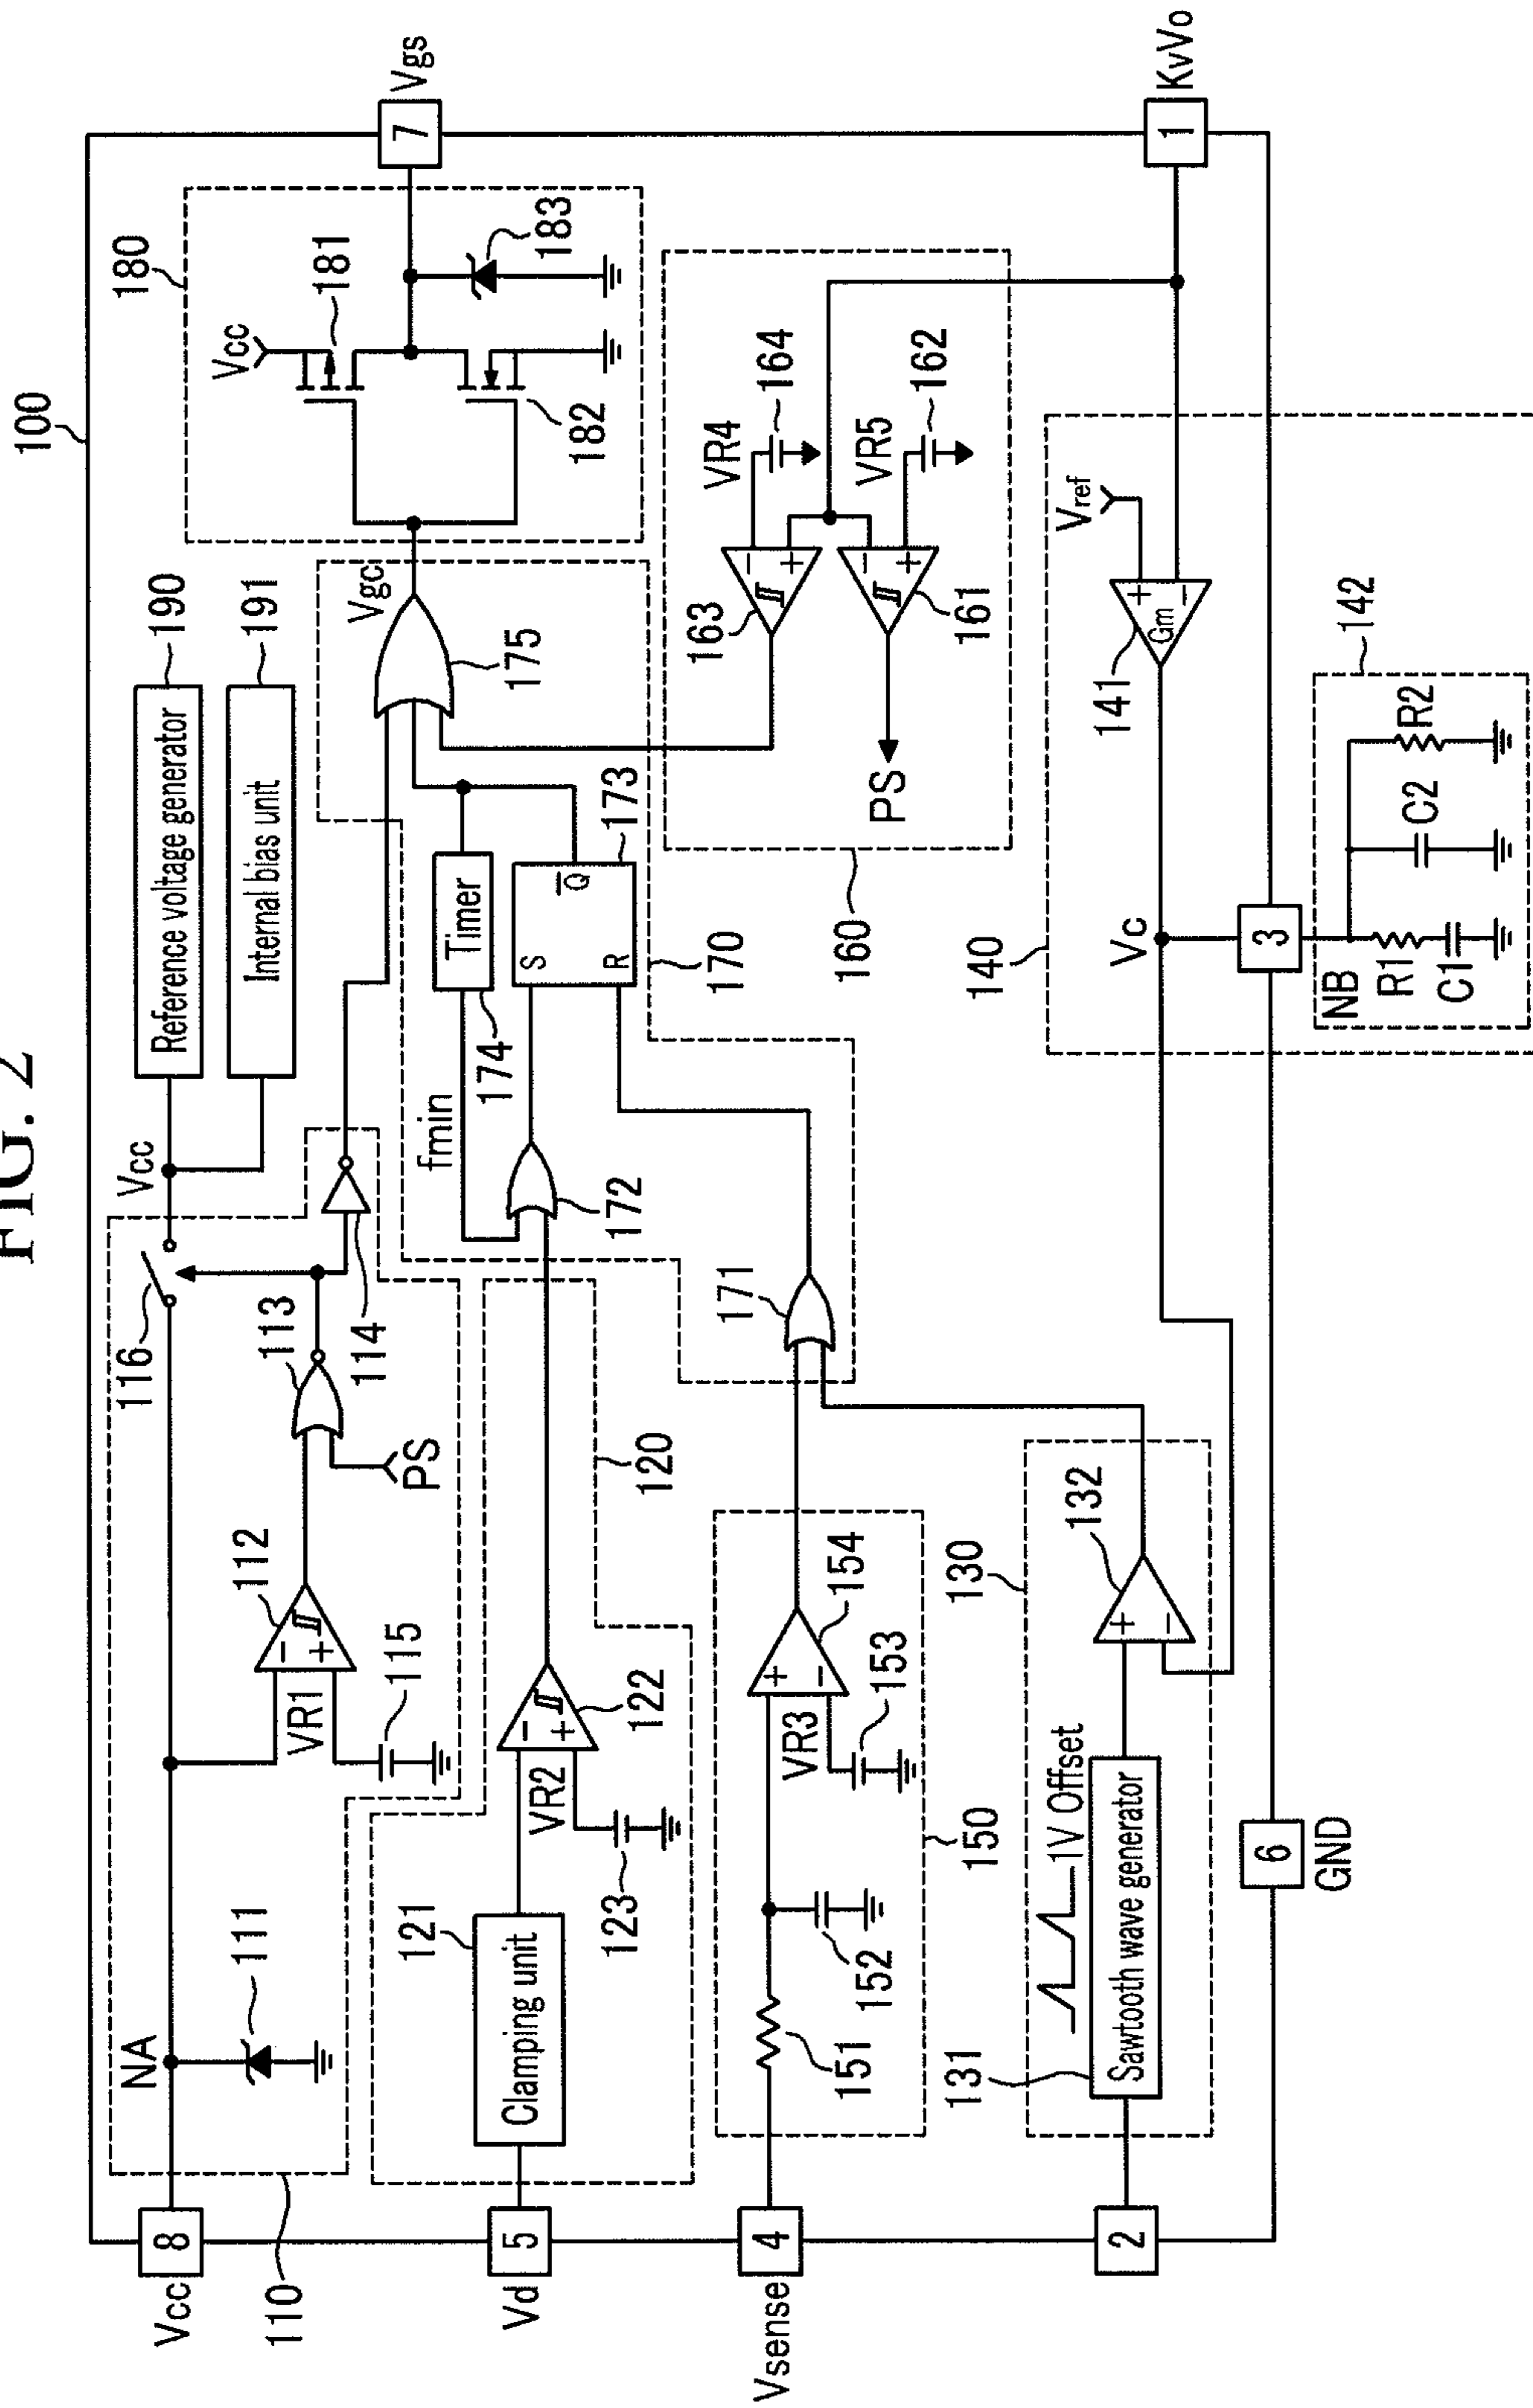 FIG. 2
100
Vcc
8
110
NA
111
VR1
115
112
PS
113
114
116
Vcc
Reference voltage generator
190
Internal bias unit
191
Vd
5
Clamping unit
121
VR2
123
122
120
-
+
fmin
172
174
Timer
S
R
Q
173
170
175
Vgc
180
Vcc
181
182
183
7
Vgs
Vsense
4
151
152
VR3
153
154
150
+
-
171
160
PS
163
161
VR4
164
VR5
162
-
+
-
+
2
131
Sawtooth wave generator
1V Offset
130
132
+
-
140
Vc
141
Gm
+
-
Vref
1
KvVo
6
GND
3
NB
R1
C1
C2
R2
142
-
+